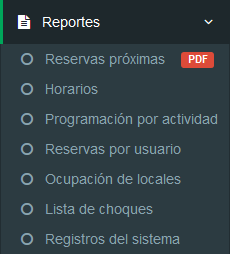 Reportes
Reservas próximas PDF
Horarios
Programación por actividad
Reservas por usuario
Ocupación de locales
Lista de choques
Registros del sistema